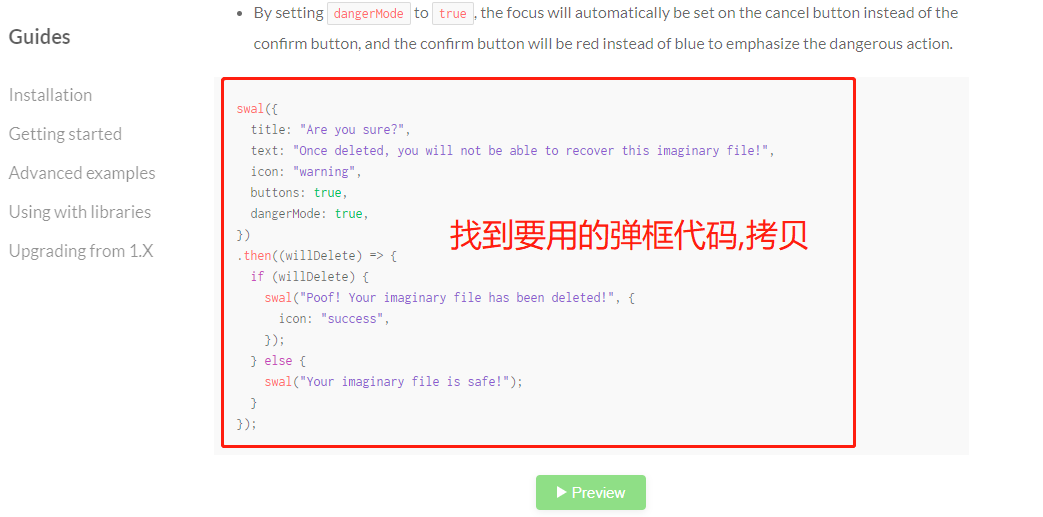 By setting dangerMode to true, the focus will automatically be set on the cancel button instead of the
confirm button, and the confirm button will be red instead of blue to emphasize the dangerous action.
Guides
Installation
Getting started
Advanced examples
Using with libraries
Upgrading from 1.X
swal({
  title: "Are you sure?",
  text: "Once deleted, you will not be able to recover this imaginary file!",
  icon: "warning",
  buttons: true,
  dangerMode: true,
})
.then((willDelete) => {
  if (willDelete) {
    swal("Poof! Your imaginary file has been deleted!", {
      icon: "success",
    });
  } else {
    swal("Your imaginary file is safe!");
  }
});
找到要用的弹框代码,拷贝
Preview